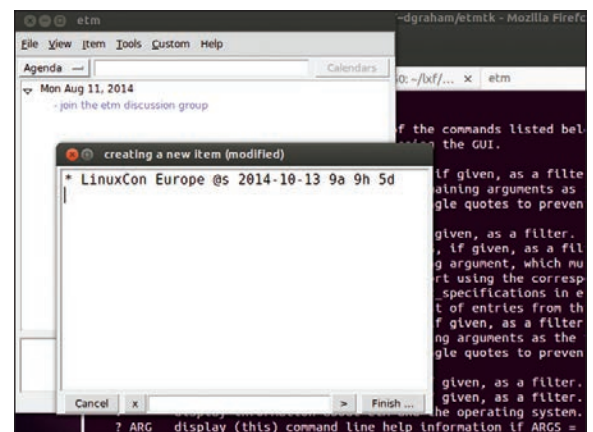 etm
-dgraham/etmtk - Mozilla Firefo
File View Item Tools Custom Help
Agenda
Calendars
50: ~/lxf/... x etm
Mon Aug 11, 2014
- join the etm discussion group
of the commands listed bel
the GUI.
creating a new item (modified)
* LinuxCon Europe @s 2014-10-13 9a 9h 5d
if given, as a filte
aining arguments as
gle quotes to preven
given, as a filter.
, if given, as a fil
g argument, which mu
rt using the corresp
_specifications in e
t of entries from th
f given, as a filter
ng arguments as the
gle quotes to preven
given, as a filter.
given, as a filter.
Cancel x > Finish ...
he operating system.
? ARG display (this) command line help information if ARGS =